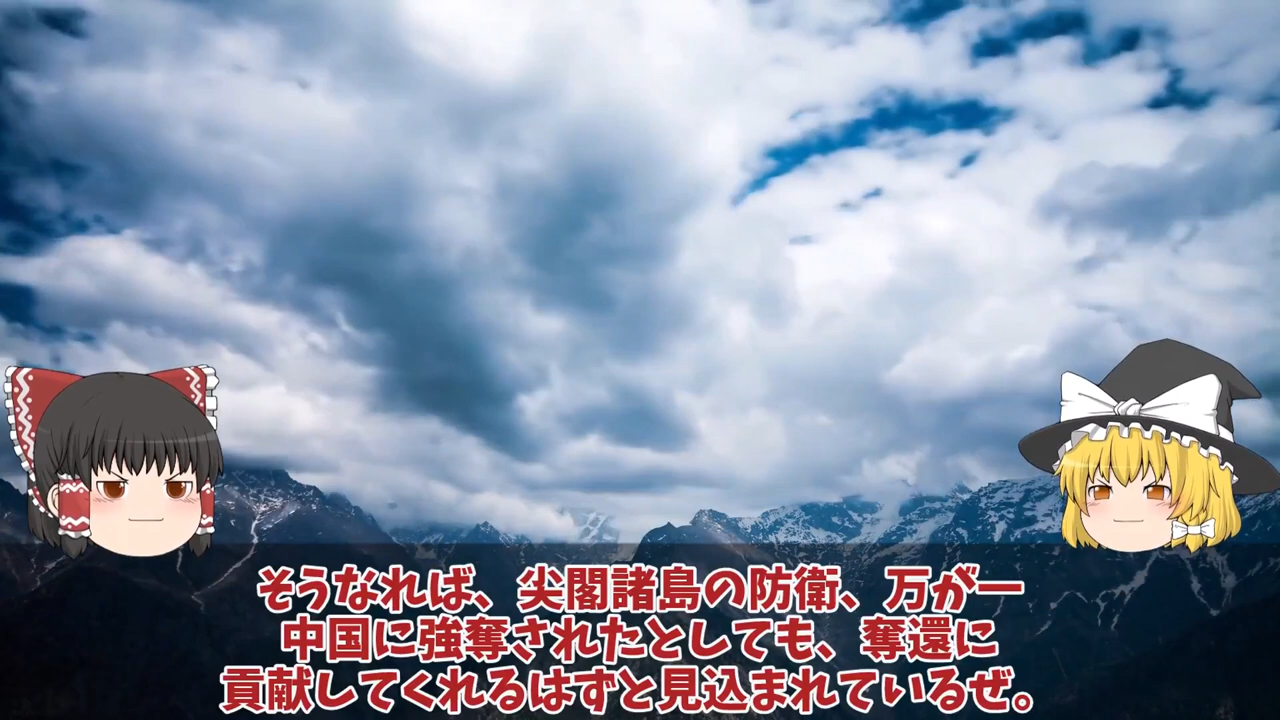 そうなれば、尖閣諸島の防衛、万が一
中国に強奪されたとしても、奪還に
貢献してくれるはずと見込まれているぜ。